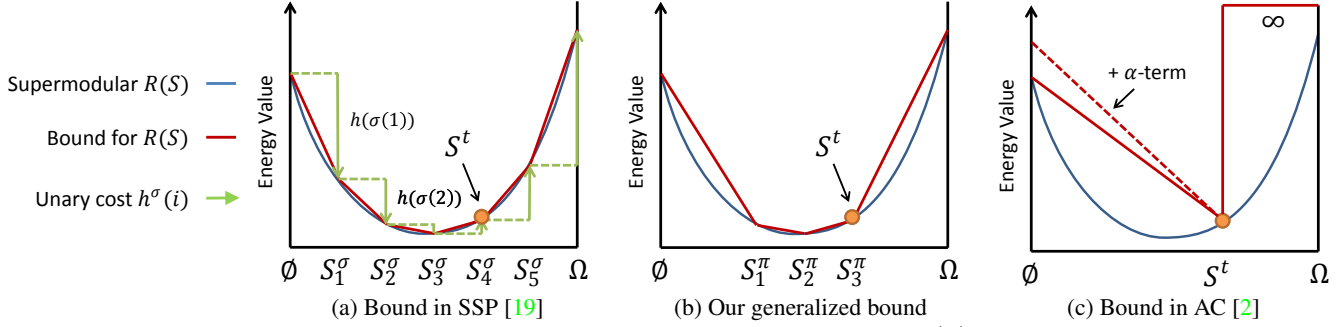 Supermodular R(S)
Bound for R(S)
Unary cost h^σ(i)
Energy Value
h(σ(1))
h(σ(2))
S^t
∅ S_1^σ S_2^σ S_3^σ S_4^σ S_5^σ Ω
(a) Bound in SSP [19]
Energy Value
S^t
∅ S_1^π S_2^π S_3^π Ω
(b) Our generalized bound
Energy Value
+ α-term
∞
∅ S^t Ω
(c) Bound in AC [2]